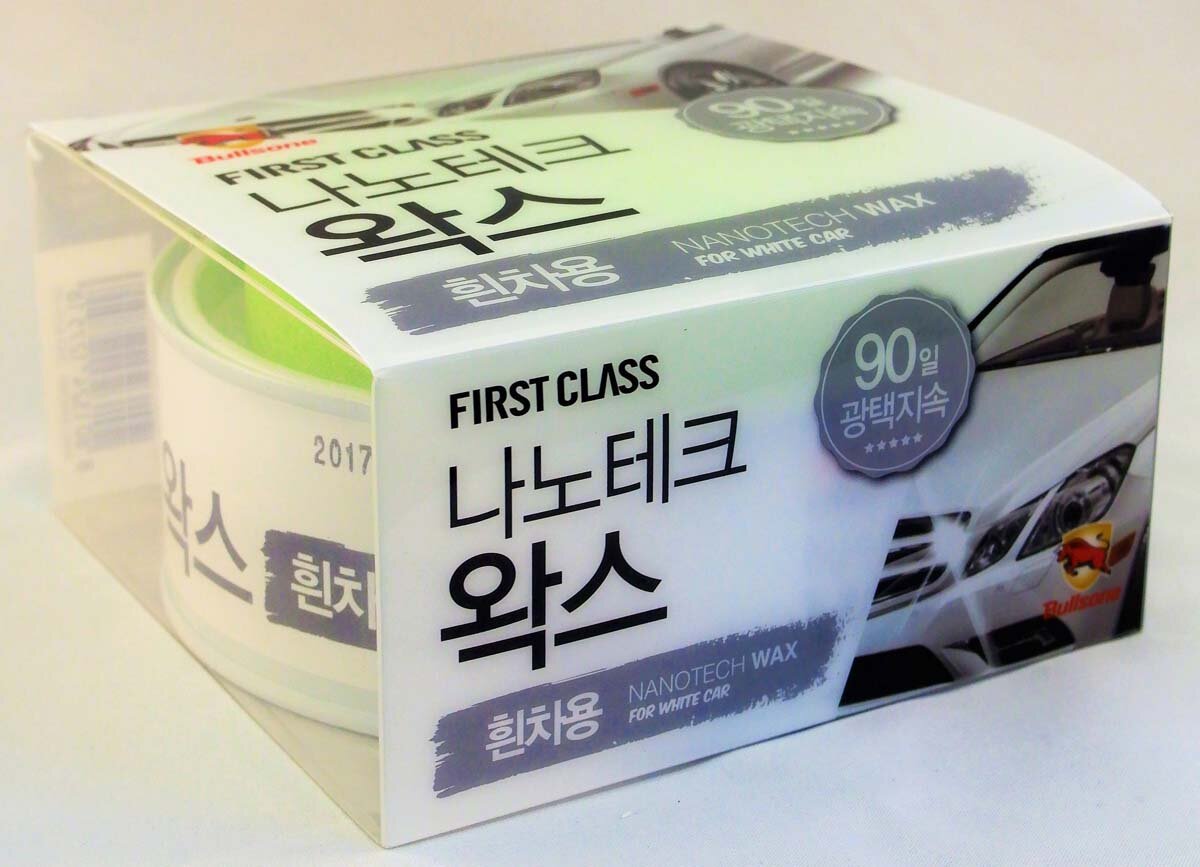 Bullsone
FIRST CLASS
나노테크
왁스
흰차용
NANOTECH WAX
FOR WHITE CAR
90일
광택지속
FIRST CLASS
나노테크
왁스
흰차용
NANOTECH WAX
FOR WHITE CAR
90일
광택지속
Bullsone
2017
왁스
흰차